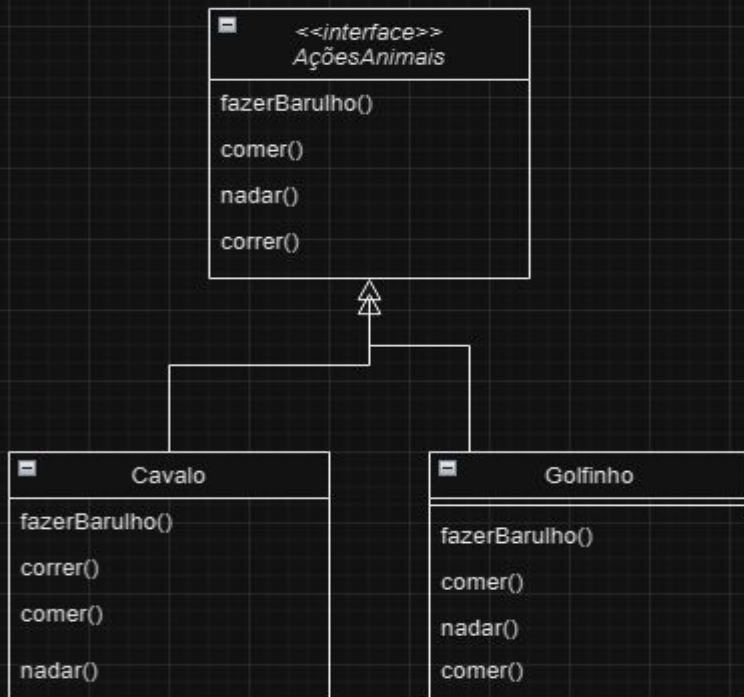 <<interface>>
AçõesAnimais
fazerBarulho()
comer()
nadar()
correr()
Cavalo
fazerBarulho()
correr()
comer()
nadar()
Golfinho
fazerBarulho()
comer()
nadar()
comer()